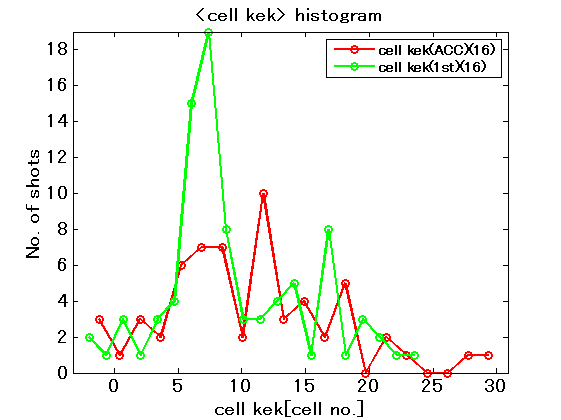 <cell kek> histogram
cell kek(ACCX16)
cell kek(1stX16)
No. of shots
18
16
14
12
10
8
6
4
2
0
0 5 10 15 20 25 30
cell kek[cell no.]